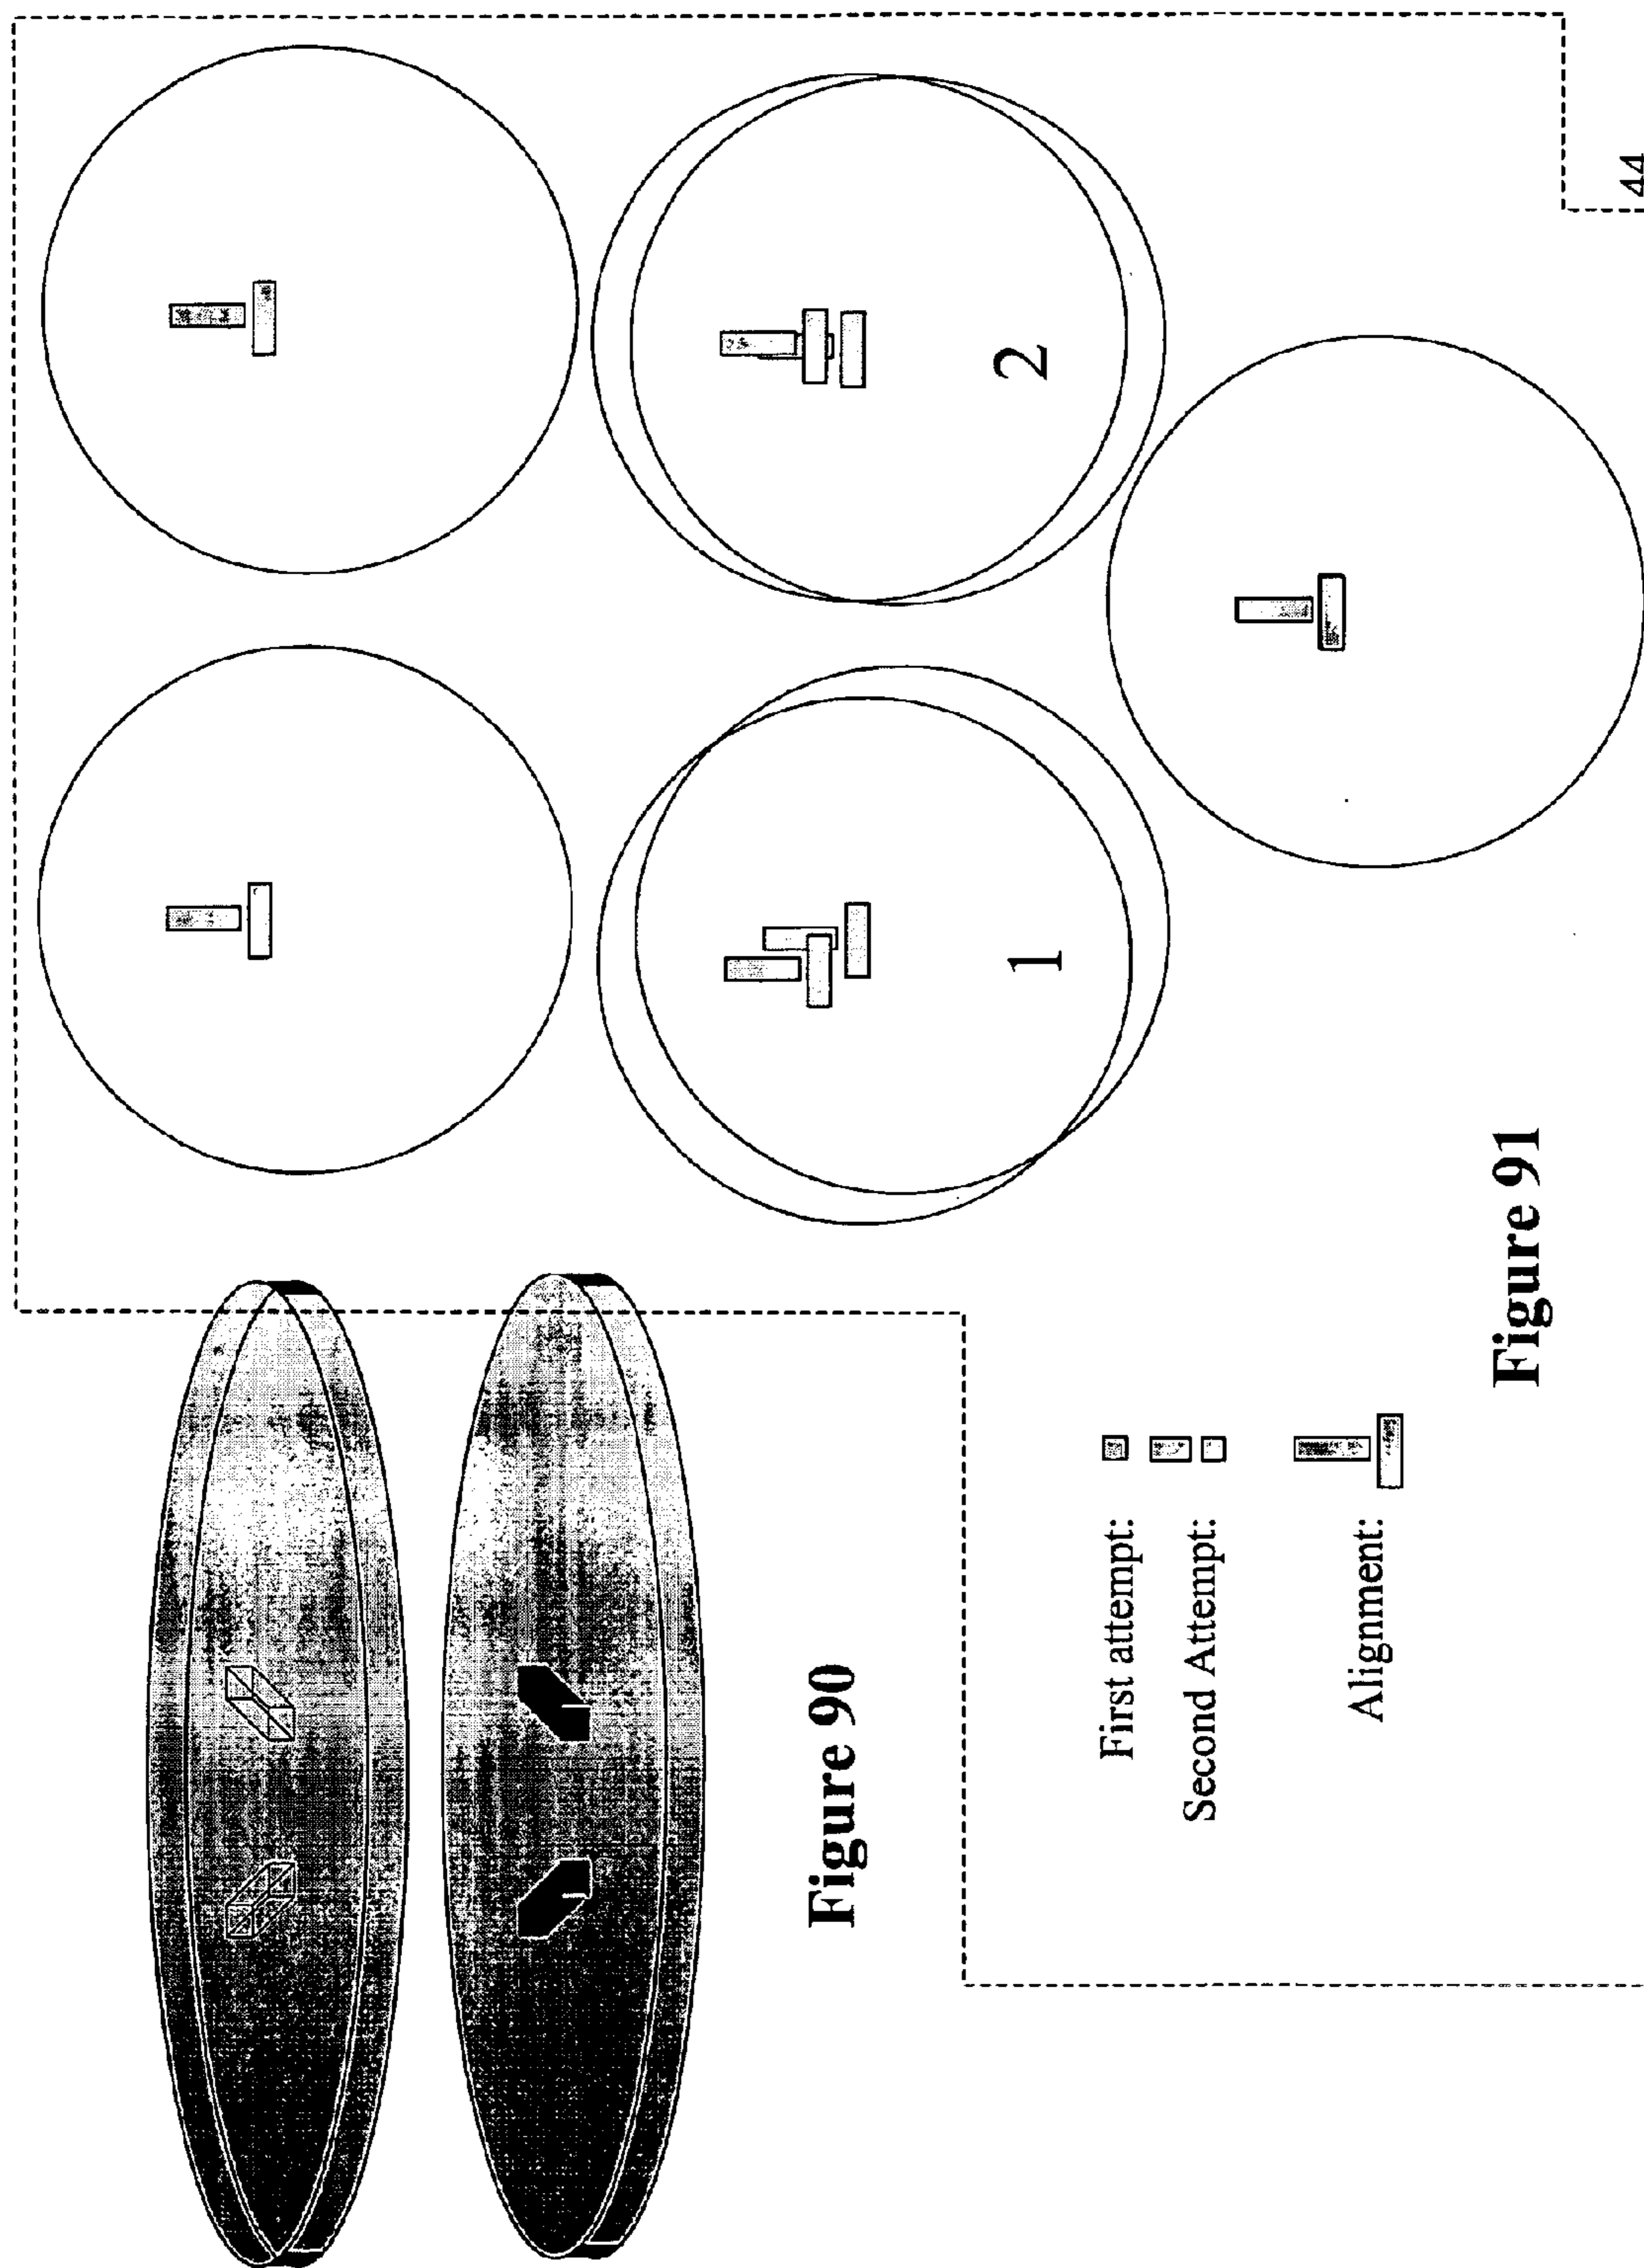 Figure 90
1
2
First attempt:
Second Attempt:
Alignment:
44
Figure 91